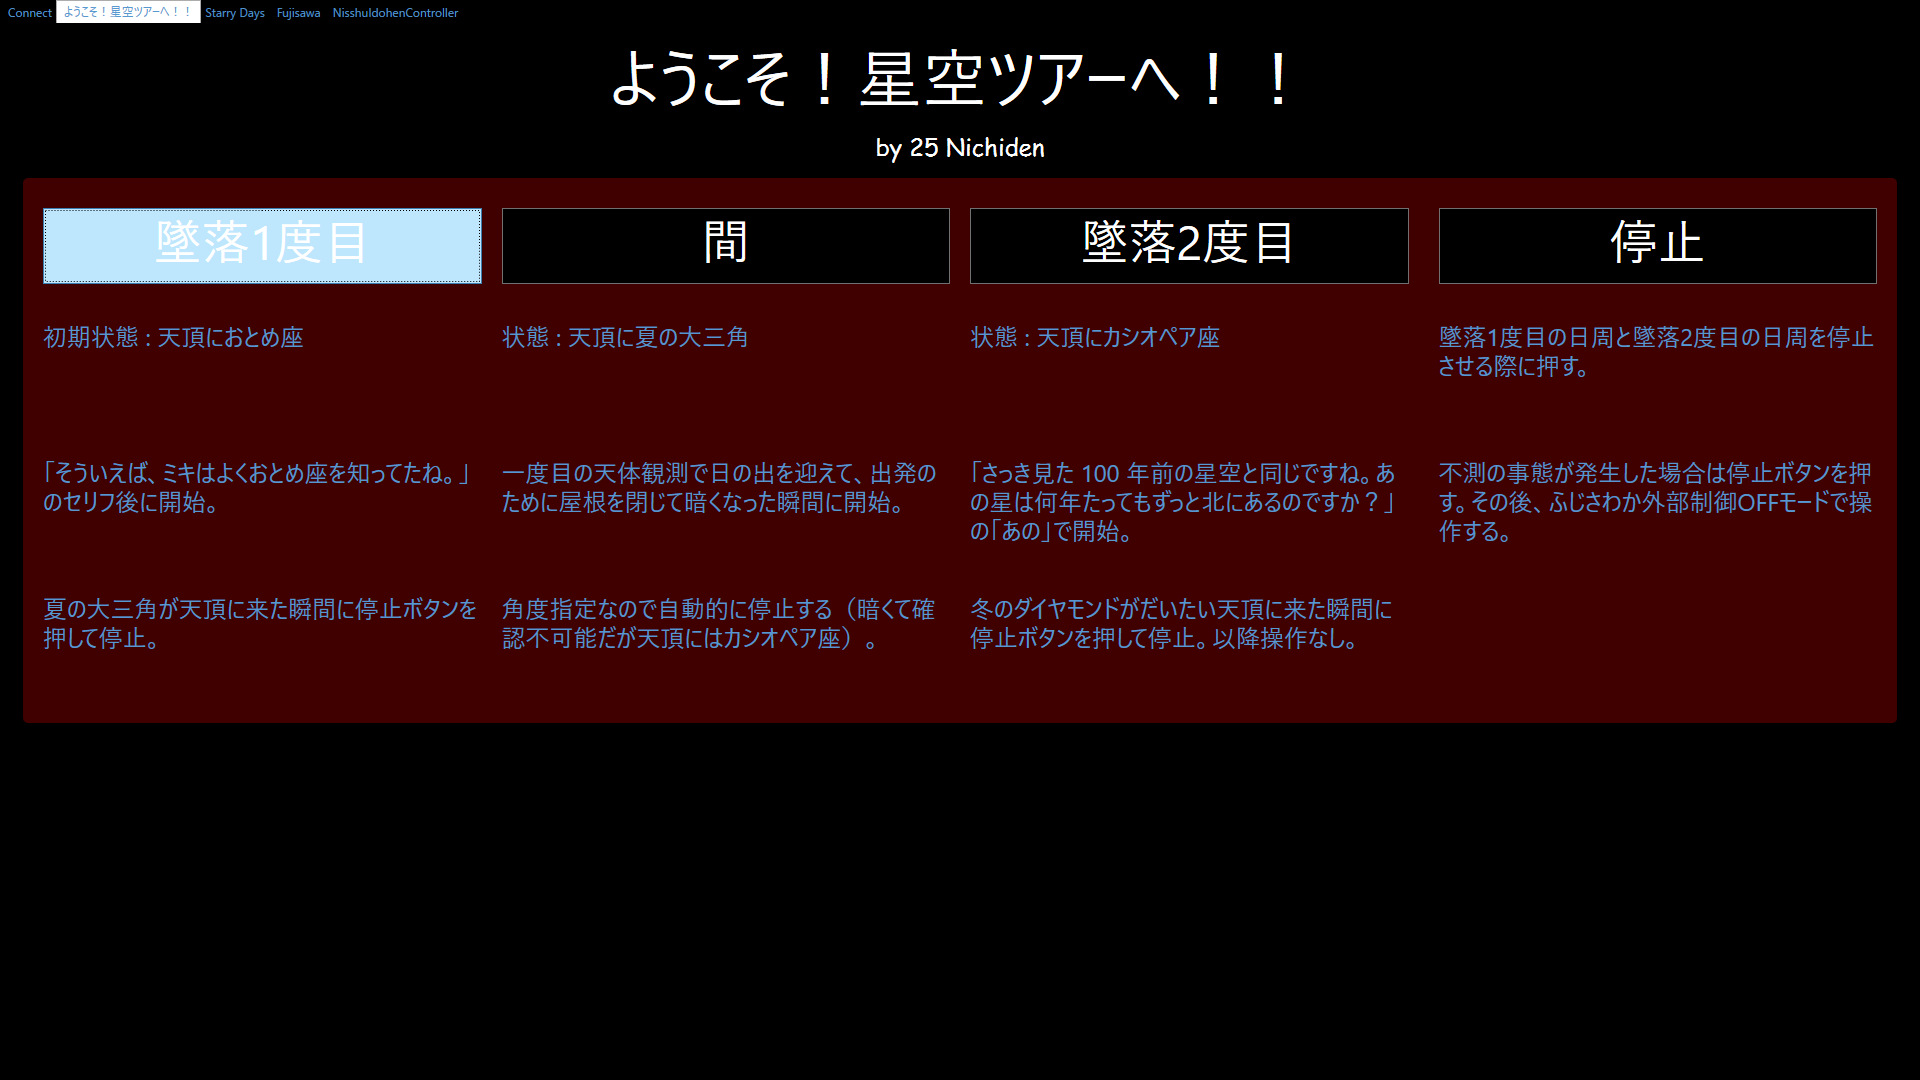 Connect ようこそ！星空ツアーへ！！ Starry Days Fujisawa NisshuldohenController
ようこそ！星空ツアーへ！！
by 25 Nichiden
墜落1度目
間
墜落2度目
停止
初期状態 : 天頂におとめ座
状態 : 天頂に夏の大三角
状態 : 天頂にカシオペア座
墜落1度目の日周と墜落2度目の日周を停止
させる際に押す。
「そういえば、ミキはよくおとめ座を知ってたね。」
のセリフ後に開始。
一度目の天体観測で日の出を迎えて、出発の
ために屋根を閉じて暗くなった瞬間に開始。
「さっき見た 100 年前の星空と同じですね。あ
の星は何年たってもずっと北にあるのですか？」
の「あの」で開始。
不測の事態が発生した場合は停止ボタンを押
す。その後、ふじさわか外部制御OFFモードで操
作する。
夏の大三角が天頂に来た瞬間に停止ボタンを
押して停止。
角度指定なので自動的に停止する（暗くて確
認不可能だが天頂にはカシオペア座）。
冬のダイヤモンドがだいたい天頂に来た瞬間に
停止ボタンを押して停止。以降操作なし。